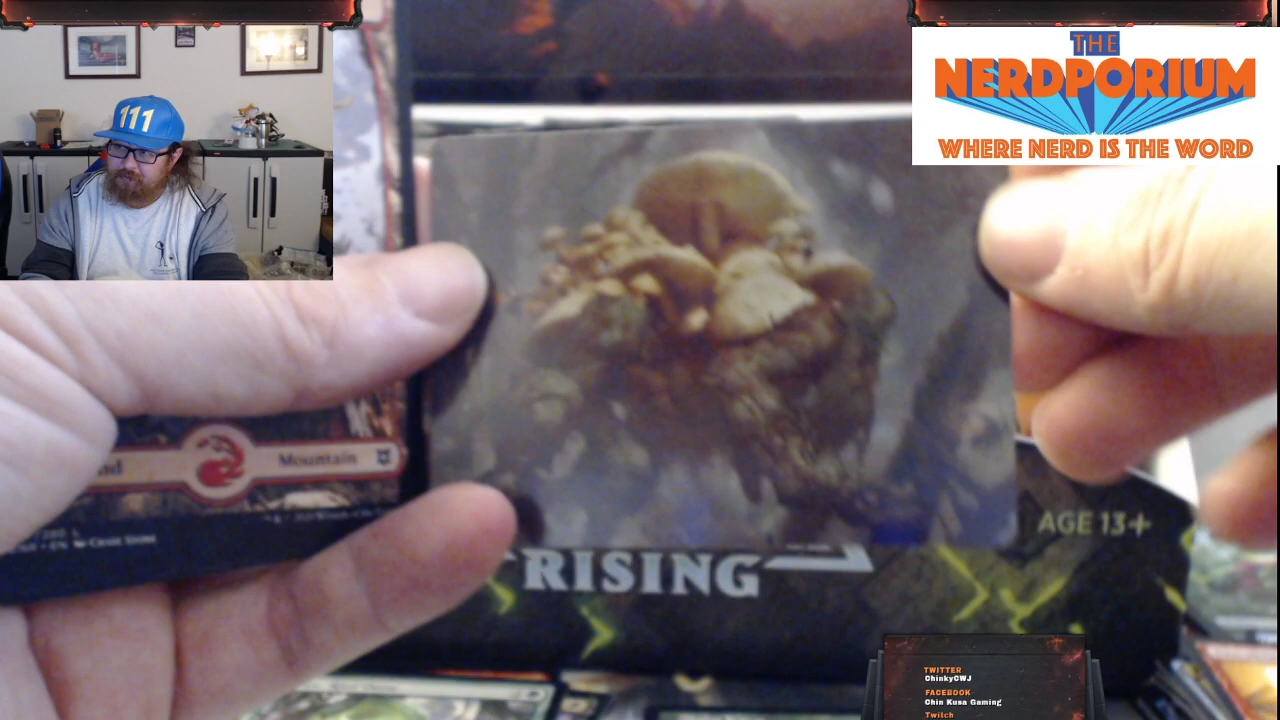 111
THE
NERDPORIUM
WHERE NERD IS THE WORD
Mountain
AGE 13+
RISING
TWITTER
ChinkyCWJ
FACEBOOK
Chin Kusa Gaming
Twitch